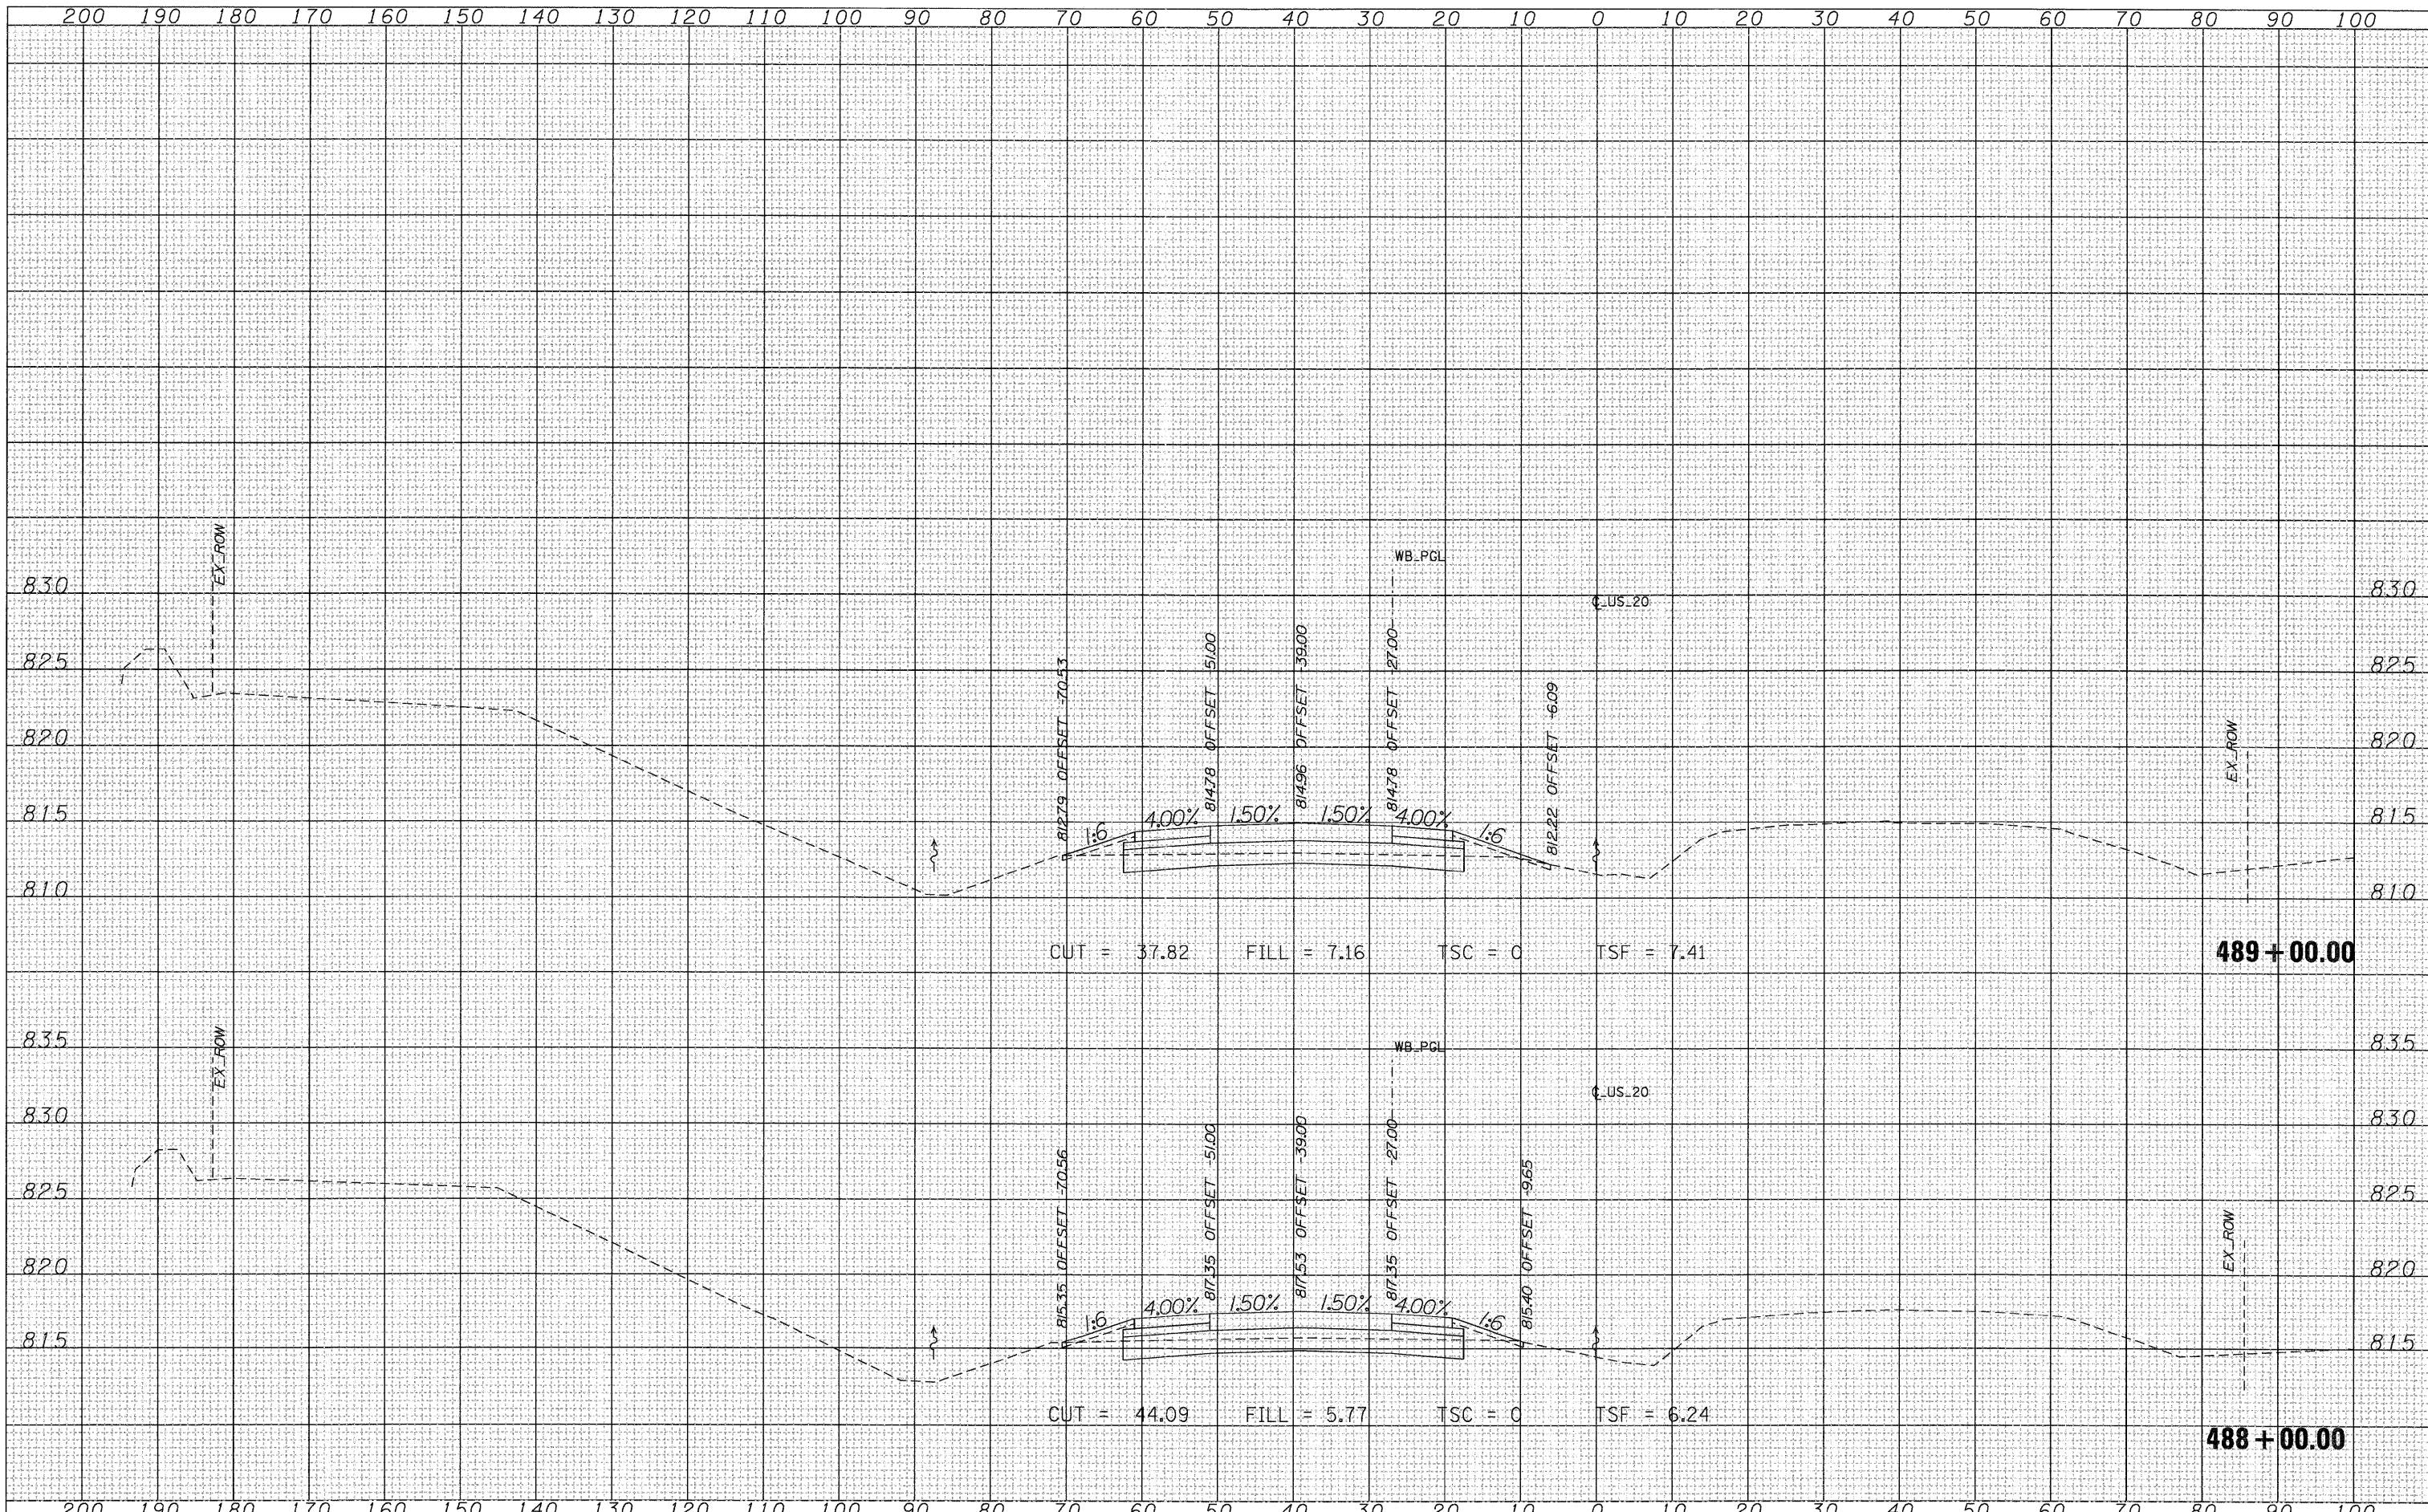 200 190 180 170 160 150 140 130 120 110 100 90 80 70 60 50 40 30 20 10 0 10 20 30 40 50 60 70 80 90 100
EX_ROW
WB_PGL
830 830
℄_US_20
825 825
812.79 OFFSET -70.53
814.78 OFFSET -51.00
814.96 OFFSET -39.00
814.78 OFFSET -27.00
812.22 OFFSET -6.09
EX_ROW
820 820
815 815
1:6 4.00% 1.50% 1.50% 4.00% 1:6
810 810
CUT = 37.82 FILL = 7.16 TSC = 0 TSF = 7.41
489+00.00
EX_ROW
835 835
WB_PGL
℄_US_20
830 830
815.35 OFFSET -70.56
817.35 OFFSET -51.00
817.53 OFFSET -39.00
817.35 OFFSET -27.00
815.40 OFFSET -9.65
825 825
EX_ROW
820 820
1:6 4.00% 1.50% 1.50% 4.00% 1:6
815 815
CUT = 44.09 FILL = 5.77 TSC = 0 TSF = 6.24
488+00.00
200 190 180 170 160 150 140 130 120 110 100 90 80 70 60 50 40 30 20 10 0 10 20 30 40 50 60 70 80 90 100